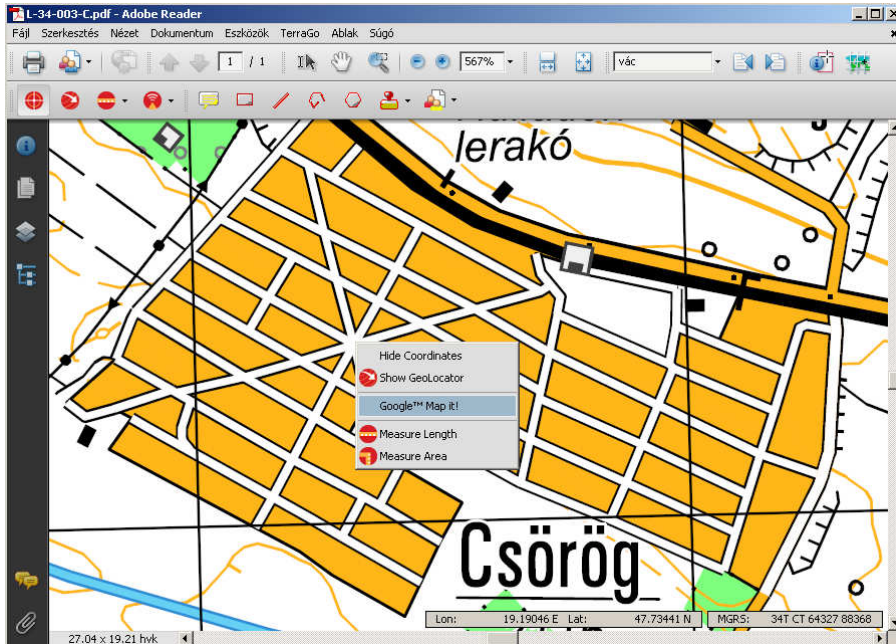 L-34-003-C.pdf - Adobe Reader
Fájl Szerkesztés Nézet Dokumentum Eszközök TerraGo Ablak Súgó
1 / 1 567% vác
lerakó
Hide Coordinates
Show GeoLocator
Google™ Map it!
Measure Length
Measure Area
Csörög
Lon: 19.19046 E Lat: 47.73441 N MGRS: 34T CT 64327 88368
27.04 x 19.21 hvk